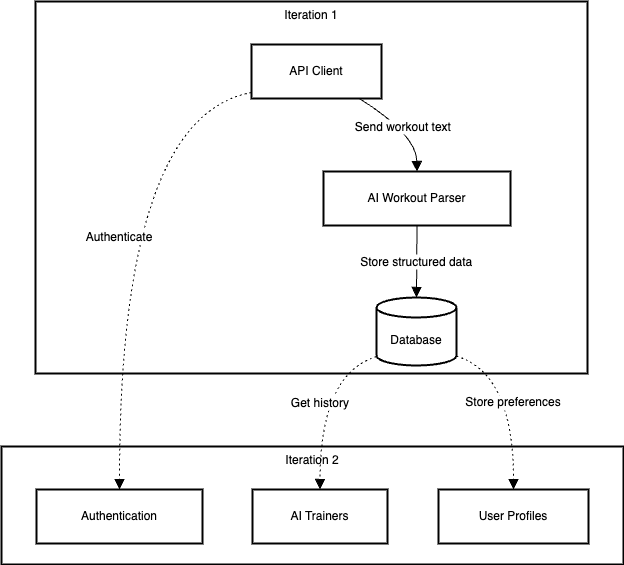 Iteration 1
API Client
Send workout text
AI Workout Parser
Authenticate
Store structured data
Database
Get history
Store preferences
Iteration 2
Authentication
AI Trainers
User Profiles